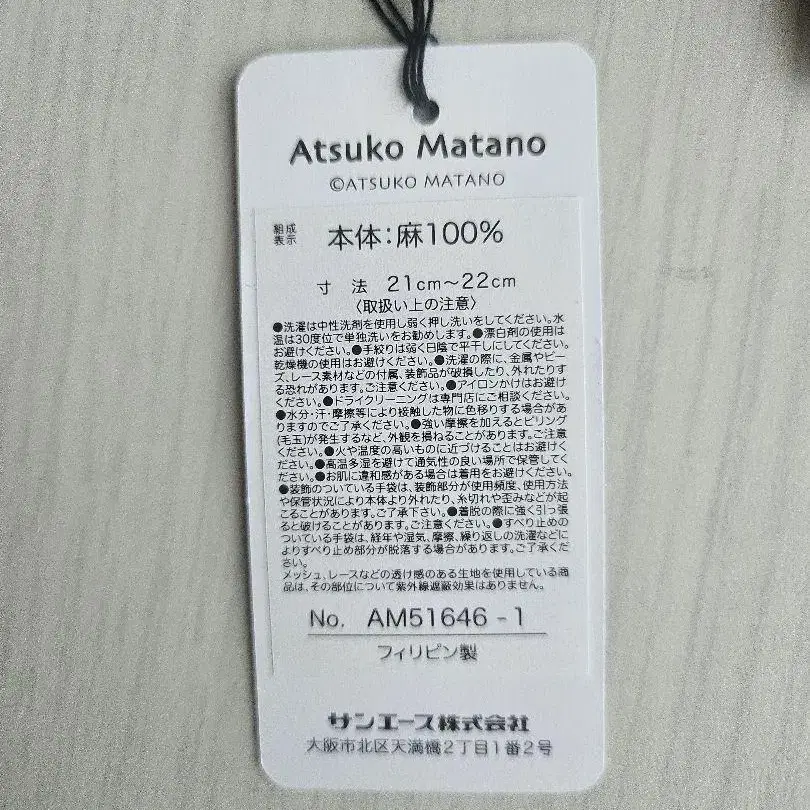 Atsuko Matano
©ATSUKO MATANO
組成
表示
本体:麻100%
寸 法 21cm～22cm
〈取扱い上の注意〉
●洗濯は中性洗剤を使用し弱く押し洗いをしてください。水
温は30度位で単独洗いをお勧めします。●漂白剤の使用は
お避けください。●手絞りは弱く日陰で平干しにしてください。
乾燥機の使用はお避けください。●洗濯の際に、金属やビー
ズ、レース素材などの付属、装飾品が破損したり、外れたりす
る恐れがあります。ご注意ください。●アイロンかけはお避け
ください。●ドライクリーニングは専門店にご相談ください。
●水分・汗・摩擦等により接触した物に色移りする場合があ
りますのでご了承ください。●強い摩擦を加えるとピリング
(毛玉)が発生するなど、外観を損ねることがあります。ご注意
ください。●火や温度の高いものに近づけることはお避けく
ださい。●高温多湿を避けて通気性の良い場所で保管してく
ださい。●お肌に違和感がある場合は着用をお避けください。
●装飾のついている手袋は、装飾部分が使用頻度、使用方法
や保管状況により本体より外れたり、糸切れや歪みなどが起
こることがあります。ご了承下さい。●着脱の際に強く引っ張
ると破けることがあります。ご注意ください。●すべり止めの
ついている手袋は、経年や湿気、摩擦、繰り返しの洗濯などに
よりすべり止め部分が脱落する場合があります。ご了承くだ
さい。
メッシュ、レースなどの透け感のある生地を使用している商
品は、その部位について紫外線遮蔽効果はありません。
No. AM51646-1
フィリピン製
サンエース株式会社
大阪市北区天満橋2丁目1番2号